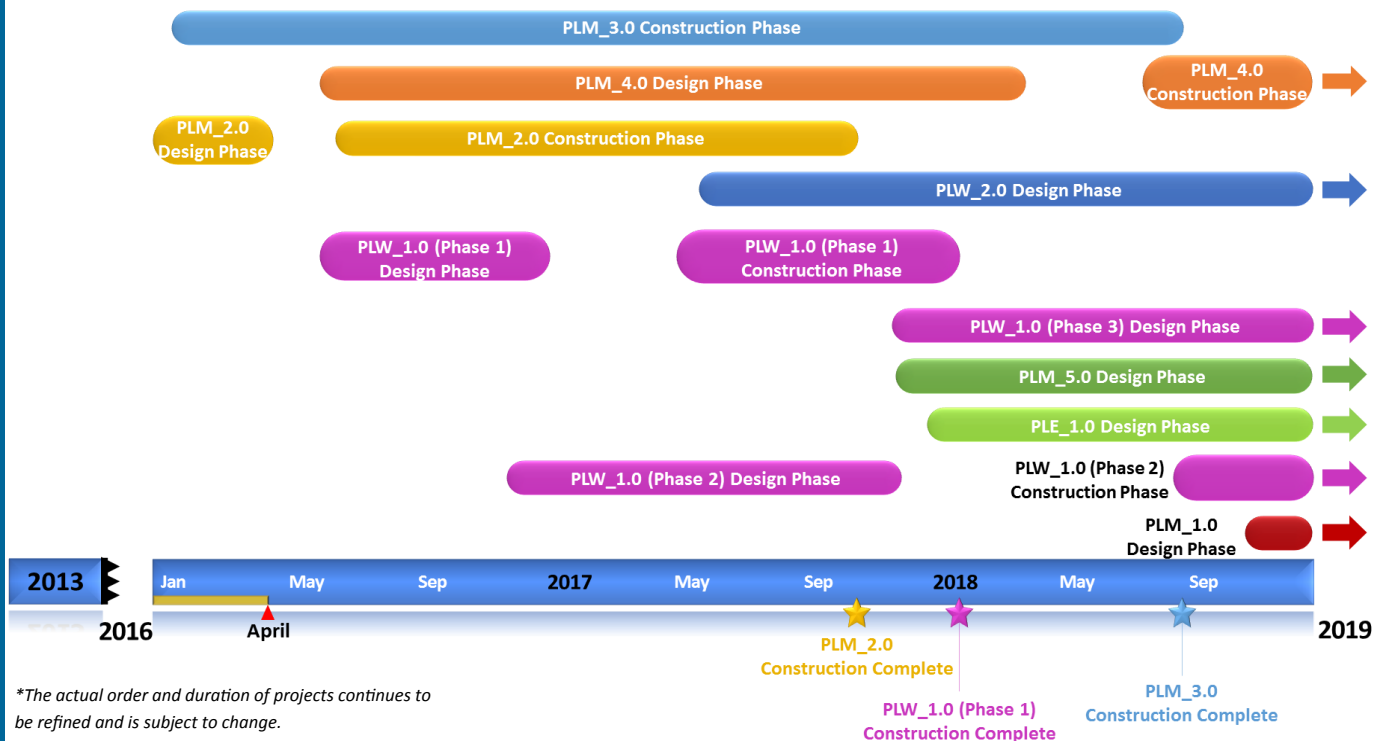 PLM_3.0 Construction Phase
PLM_4.0 Design Phase
PLM_4.0
Construction Phase
PLM_2.0
Design Phase
PLM_2.0 Construction Phase
PLW_2.0 Design Phase
PLW_1.0 (Phase 1)
Design Phase
PLW_1.0 (Phase 1)
Construction Phase
PLW_1.0 (Phase 3) Design Phase
PLM_5.0 Design Phase
PLE_1.0 Design Phase
PLW_1.0 (Phase 2) Design Phase
PLW_1.0 (Phase 2)
Construction Phase
PLM_1.0
Design Phase
2013 Jan May Sep 2017 May Sep 2018 May Sep
2016 April 2019
PLM_2.0
Construction Complete
PLW_1.0 (Phase 1)
Construction Complete
PLM_3.0
Construction Complete
*The actual order and duration of projects continues to
be refined and is subject to change.